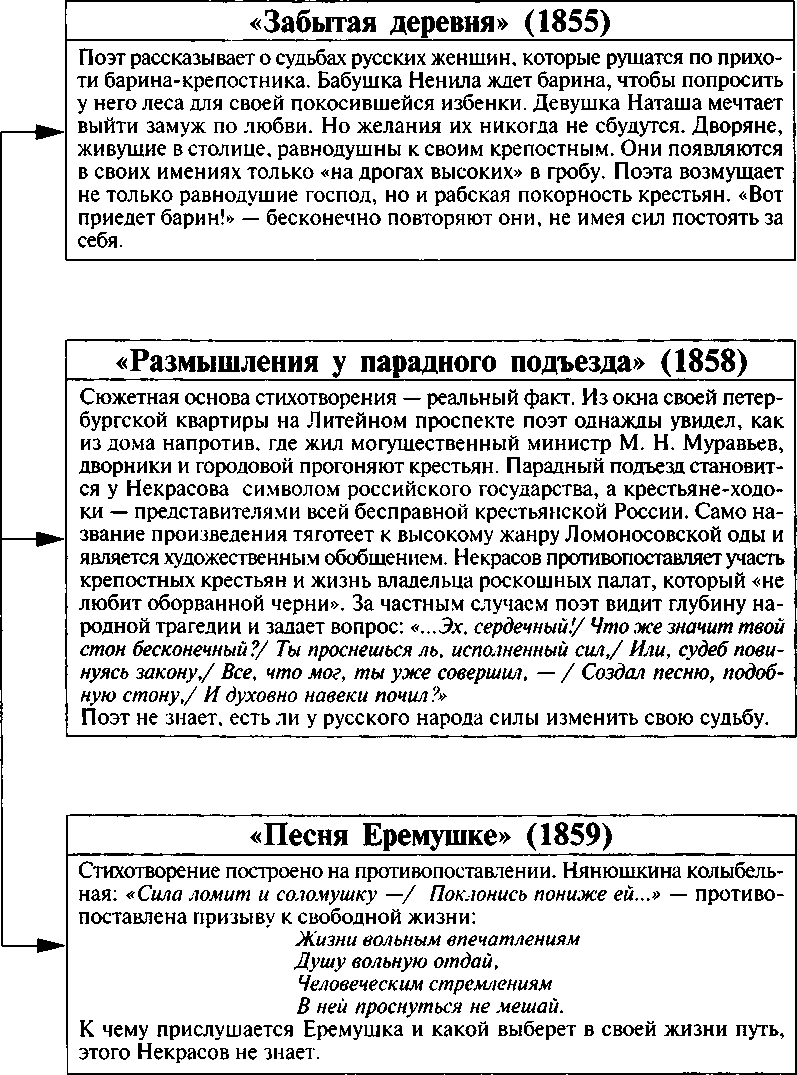 «Забытая деревня» (1855)
Поэт рассказывает о судьбах русских женщин, которые рушатся по прихо-
ти барина-крепостника. Бабушка Ненила ждет барина, чтобы попросить
у него леса для своей покосившейся избенки. Девушка Наташа мечтает
выйти замуж по любви. Но желания их никогда не сбудутся. Дворяне,
живущие в столице, равнодушны к своим крепостным. Они появляются
в своих имениях только «на дрогах высоких» в гробу. Поэта возмущает
не только равнодушие господ, но и рабская покорность крестьян. «Вот
приедет барин!» — бесконечно повторяют они, не имея сил постоять за
себя.
«Размышления у парадного подъезда» (1858)
Сюжетная основа стихотворения — реальный факт. Из окна своей петер-
бургской квартиры на Литейном проспекте поэт однажды увидел, как
из дома напротив, где жил могущественный министр М. Н. Муравьев,
дворники и городовой прогоняют крестьян. Парадный подъезд становит-
ся у Некрасова символом российского государства, а крестьяне-ходо-
ки — представителями всей бесправной крестьянской России. Само на-
звание произведения тяготеет к высокому жанру Ломоносовской оды и
является художественным обобщением. Некрасов противопоставляет участь
крепостных крестьян и жизнь владельца роскошных палат, который «не
любит оборванной черни». За частным случаем поэт видит глубину на-
родной трагедии и задает вопрос: «...Эх, сердечный!/ Что же значит твой
стон бесконечный?/ Ты проснешься ль, исполненный сил,/ Или, судеб пови-
нуясь закону,/ Все, что мог, ты уже совершил, — / Создал песню, подоб-
ную стону,/ И духовно навеки почил?»
Поэт не знает, есть ли у русского народа силы изменить свою судьбу.
«Песня Еремушке» (1859)
Стихотворение построено на противопоставлении. Нянюшкина колыбель-
ная: «Сила ломит и соломушку —/ Поклонись пониже ей...» — противо-
поставлена призыву к свободной жизни:
Жизни вольным впечатлениям
Душу вольную отдай,
Человеческим стремлениям
В ней проснуться не мешай.
К чему прислушается Еремушка и какой выберет в своей жизни путь,
этого Некрасов не знает.